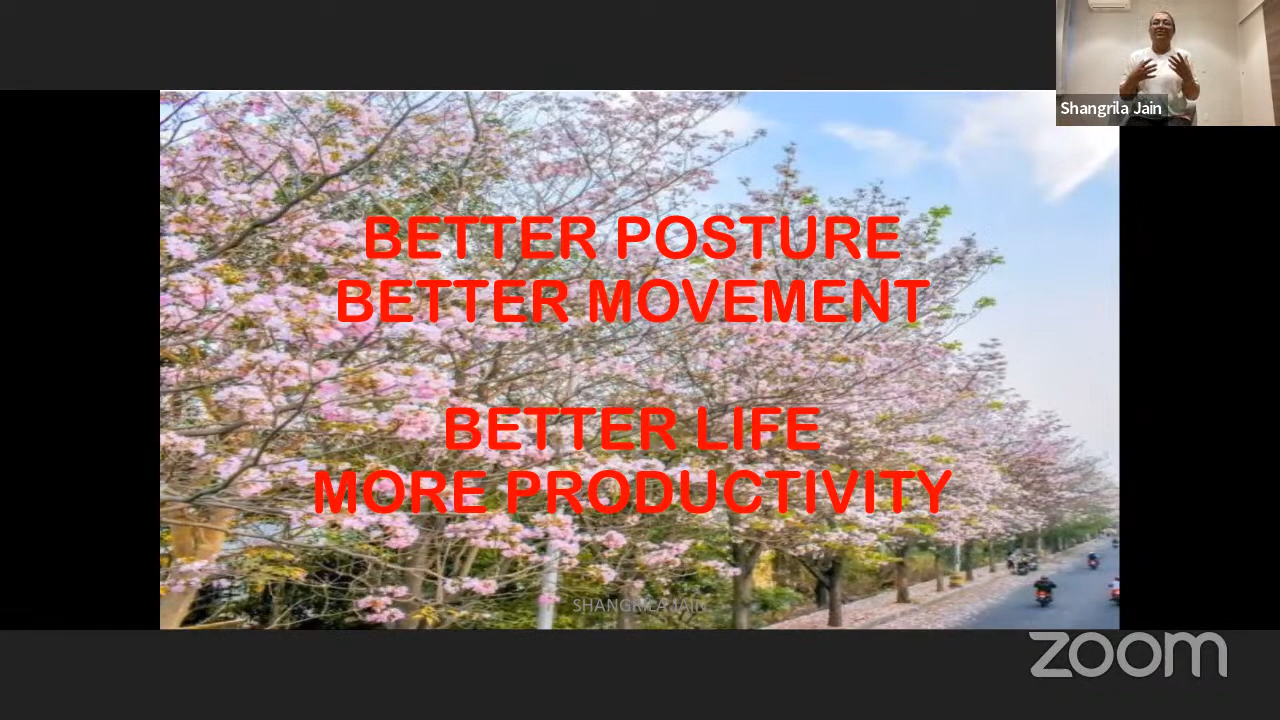 Shangrila Jain
BETTER POSTURE
BETTER MOVEMENT
BETTER LIFE
MORE PRODUCTIVITY
SHANGRILA JAIN
zoom